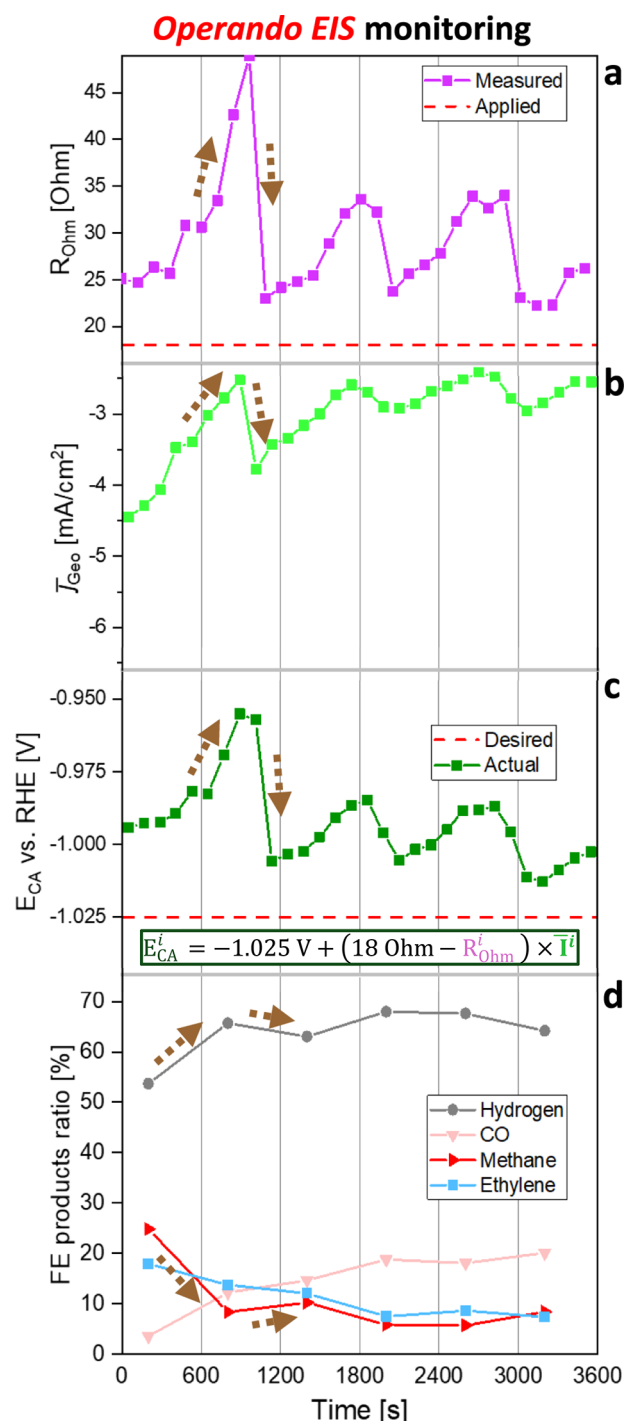 Operando EIS monitoring
a
Measured
Applied
R_Ohm [Ohm]
45
40
35
30
25
20
b
J̅_Geo [mA/cm²]
-3
-4
-5
-6
c
Desired
Actual
E_CA vs. RHE [V]
-0.950
-0.975
-1.000
-1.025
E^i_CA = −1.025 V + (18 Ohm − R^i_Ohm) × I̅^i
d
Hydrogen
CO
Methane
Ethylene
FE products ratio [%]
70
60
50
40
30
20
10
0
0 600 1200 1800 2400 3000 3600
Time [s]